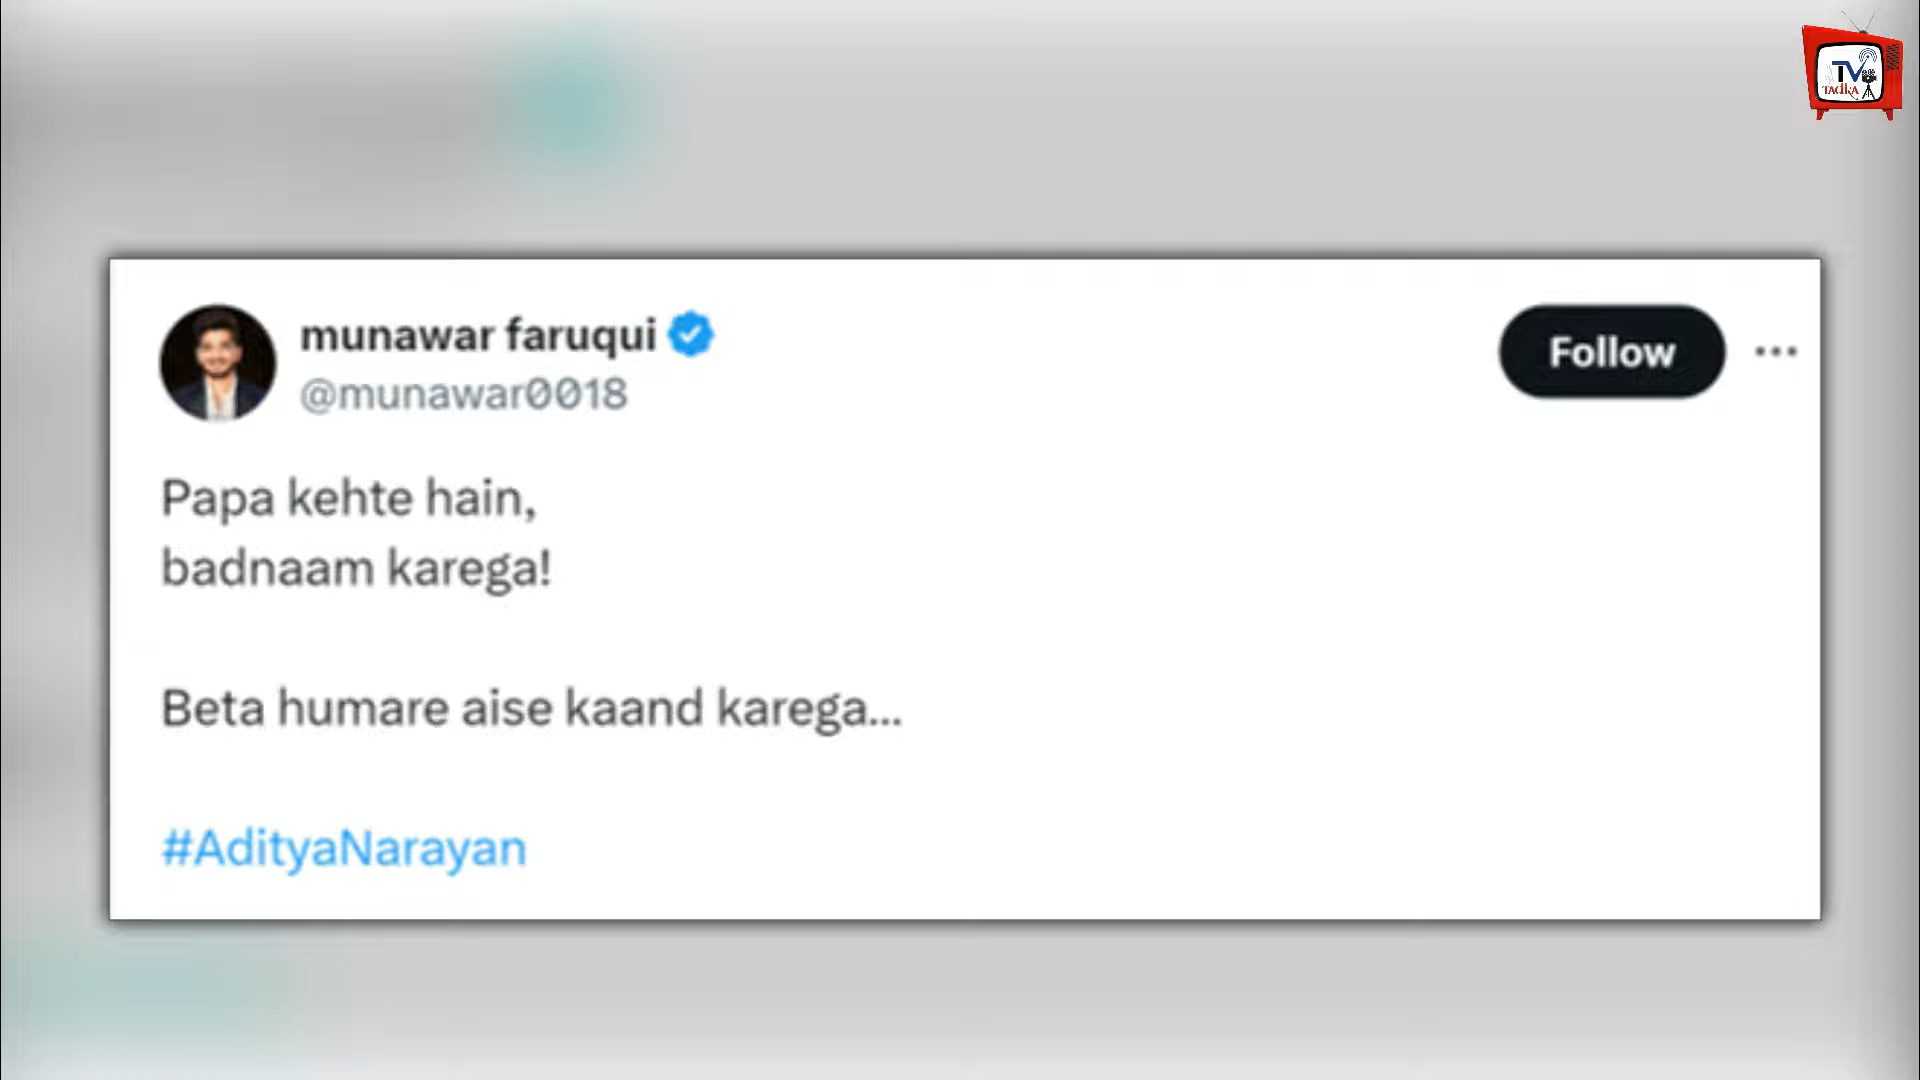 TV
TADKA
munawar faruqui
@munawar0018
Follow
Papa kehte hain,
badnaam karega!
Beta humare aise kaand karega...
#AdityaNarayan